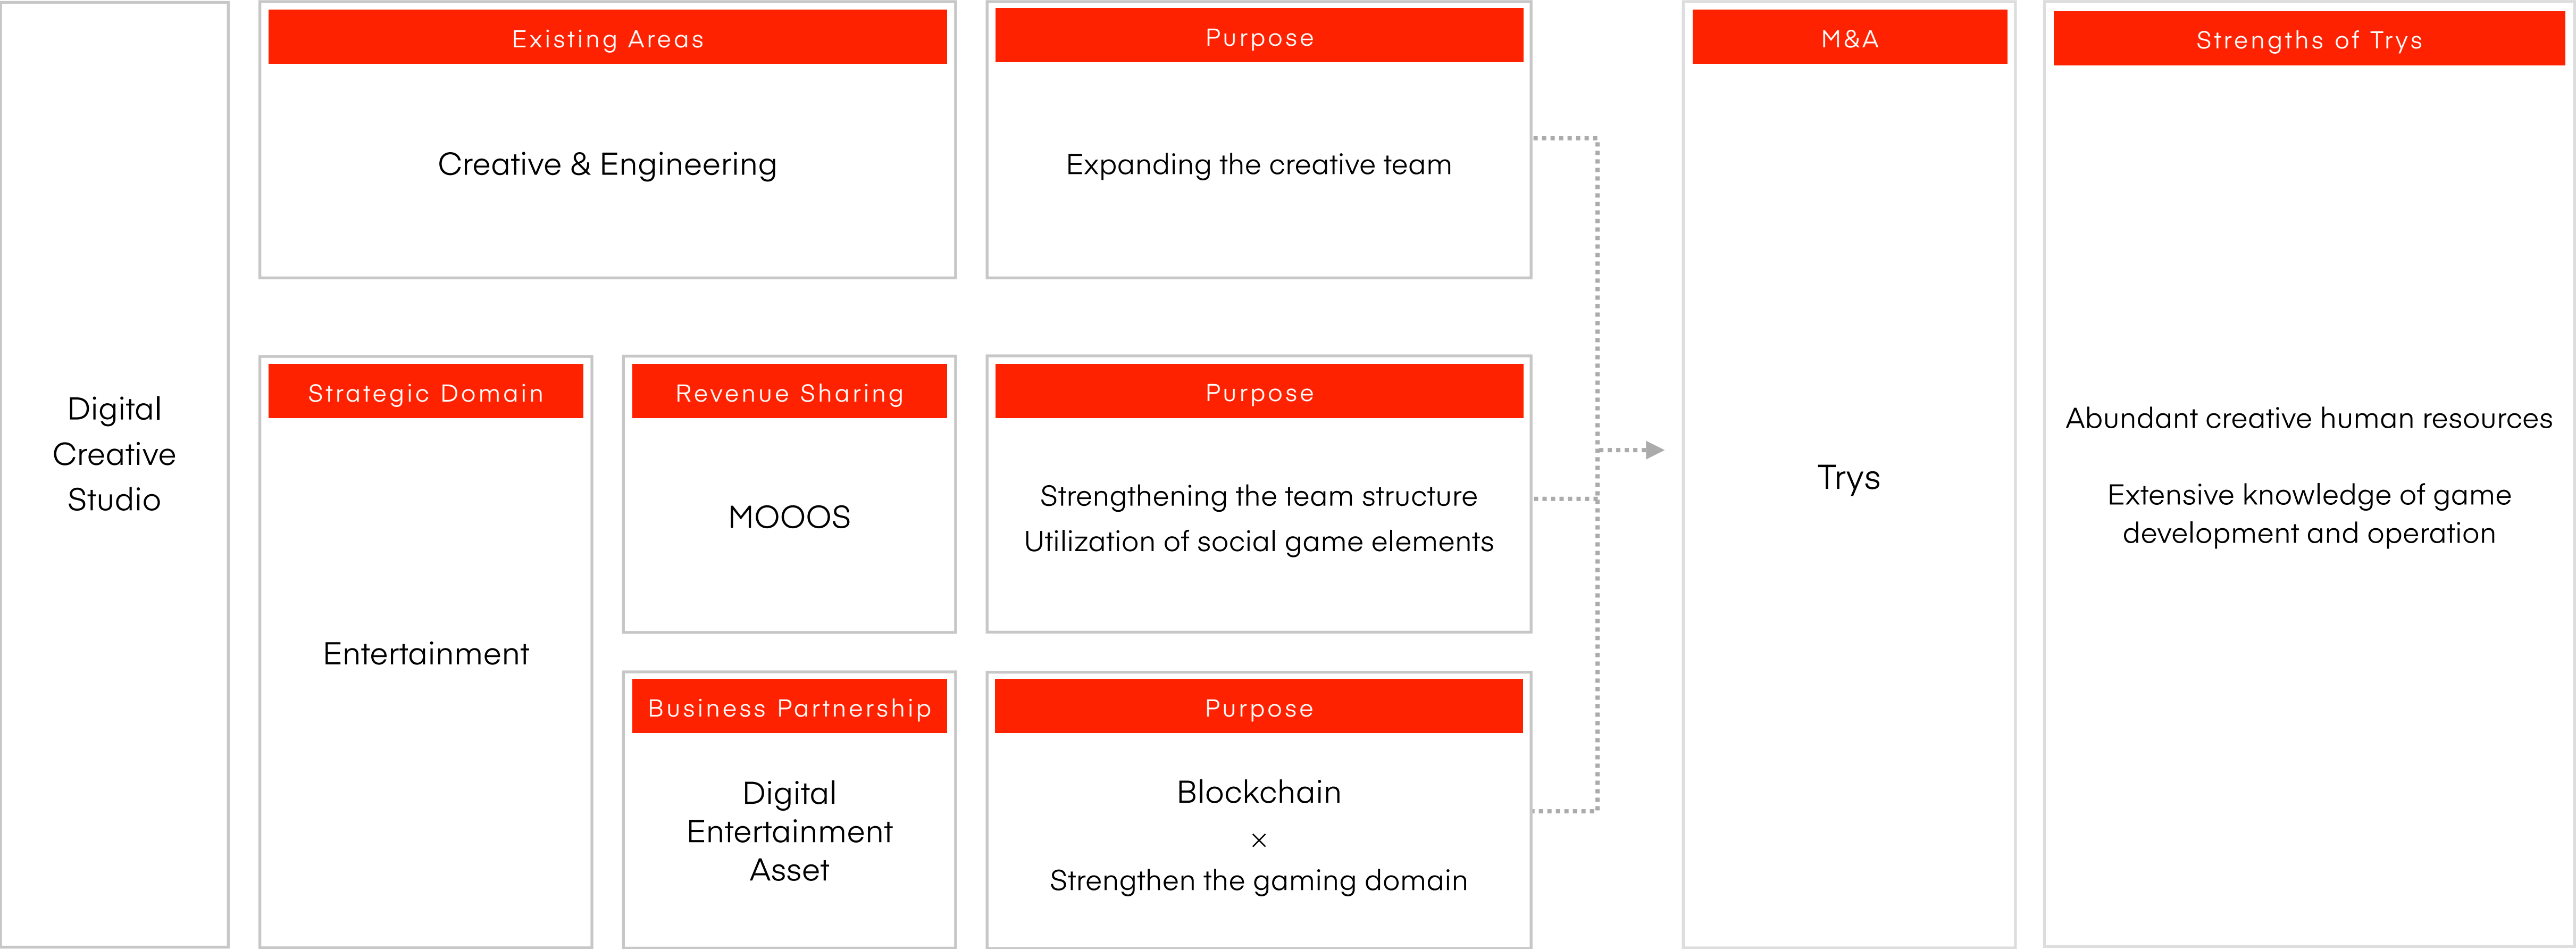 Digital
Creative
Studio
Existing Areas
Creative & Engineering
Purpose
Expanding the creative team
Strategic Domain
Entertainment
Revenue Sharing
MOOOS
Purpose
Strengthening the team structure
Utilization of social game elements
Business Partnership
Digital
Entertainment
Asset
Purpose
Blockchain
×
Strengthen the gaming domain
M&A
Trys
Strengths of Trys
Abundant creative human resources
Extensive knowledge of game
development and operation